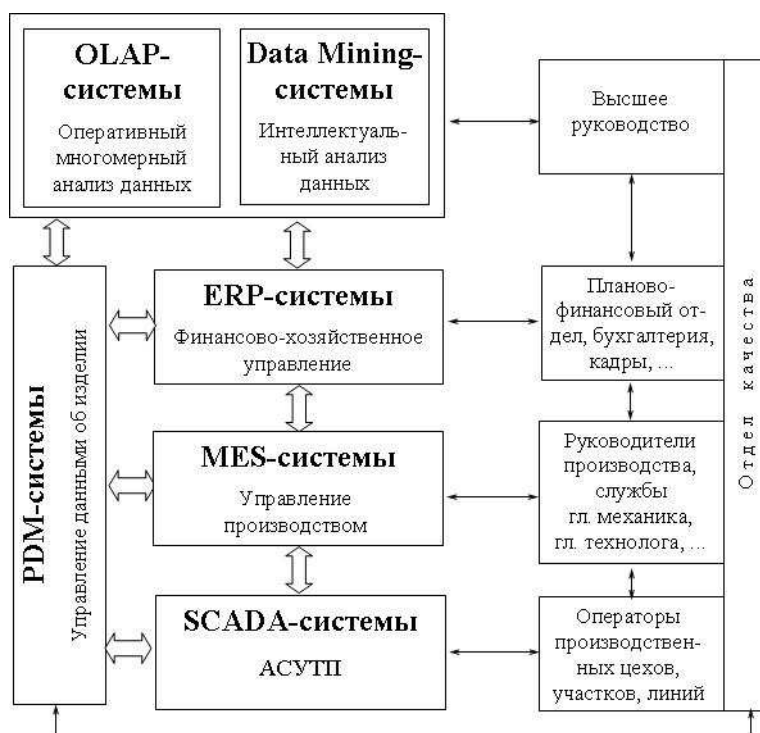 OLAP-
системы
Оперативный
многомерный
анализ данных
Data Mining-
системы
Интеллектуаль-
ный анализ
данных
Высшее
руководство
PDM-системы
Управление данными об изделии
ERP-системы
Финансово-хозяйственное
управление
Планово-
финансовый от-
дел, бухгалтерия,
кадры, ...
MES-системы
Управление
производством
Руководители
производства,
службы
гл. механика,
гл. технолога, ...
SCADA-системы
АСУТП
Операторы
производствен-
ных цехов,
участков, линий
Отдел качества